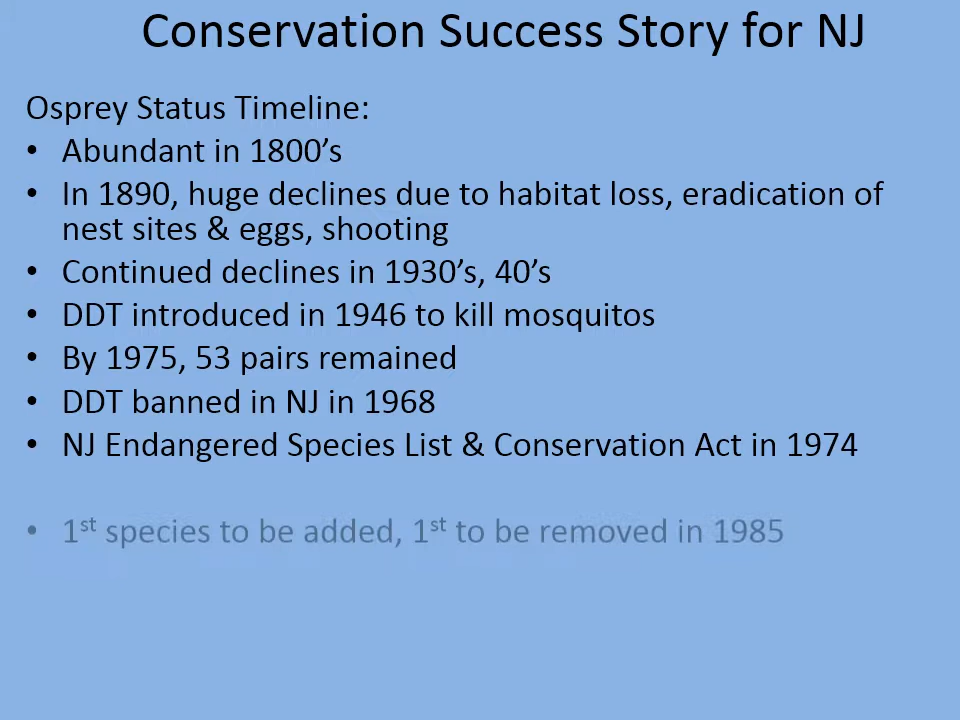 Conservation Success Story for NJ
Osprey Status Timeline:
• Abundant in 1800’s
• In 1890, huge declines due to habitat loss, eradication of
nest sites & eggs, shooting
• Continued declines in 1930’s, 40’s
• DDT introduced in 1946 to kill mosquitos
• By 1975, 53 pairs remained
• DDT banned in NJ in 1968
• NJ Endangered Species List & Conservation Act in 1974
• 1st species to be added, 1st to be removed in 1985